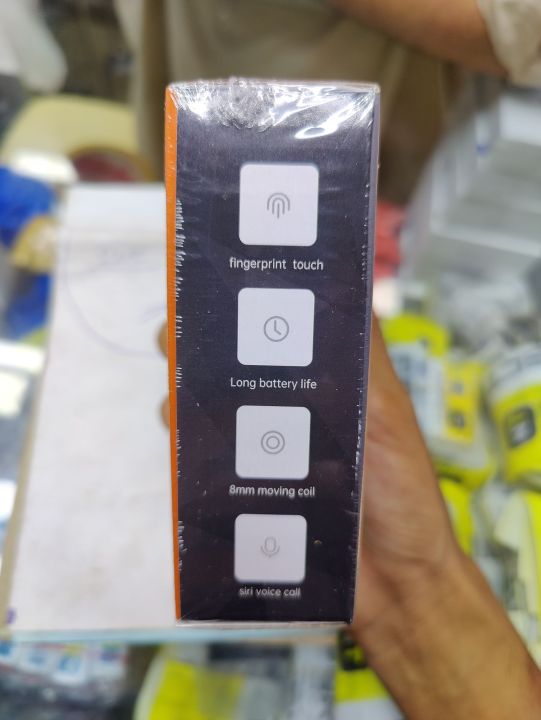 fingerprint touch
Long battery life
8mm moving coil
siri voice call